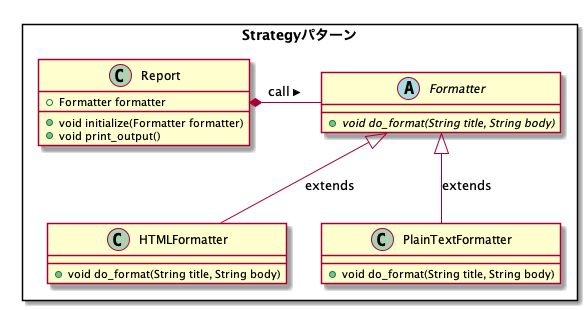 Strategyパターン
C Report
Formatter formatter
void initialize(Formatter formatter)
void print_output()
call
A Formatter
void do_format(String title, String body)
extends
extends
C HTMLFormatter
void do_format(String title, String body)
C PlainTextFormatter
void do_format(String title, String body)